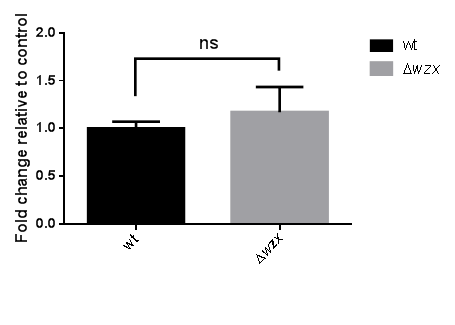 ns
wt
Δwzx
Fold change relative to control
2.0
1.5
1.0
0.5
0.0
wt
Δwzx